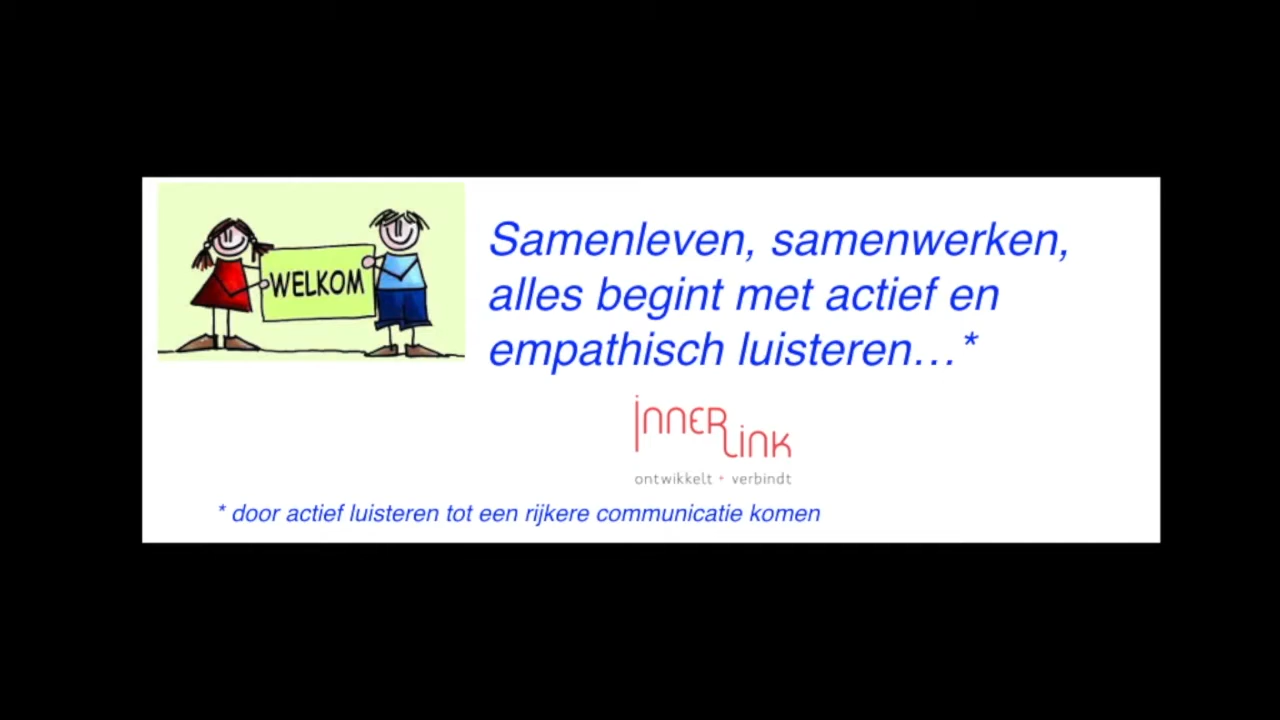 WELKOM
Samenleven, samenwerken,
alles begint met actief en
empathisch luisteren…*
inner
Link
ontwikkelt + verbindt
* door actief luisteren tot een rijkere communicatie komen